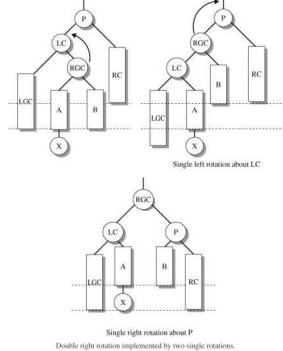 P
P
LC
RGC
RGC
RC
LC
RC
B
LGC
A
B
LGC
A
X
X
Single left rotation about LC
RGC
LC
P
LGC
A
B
RC
X
Single right rotation about P
Double right rotation implemented by two single rotations.